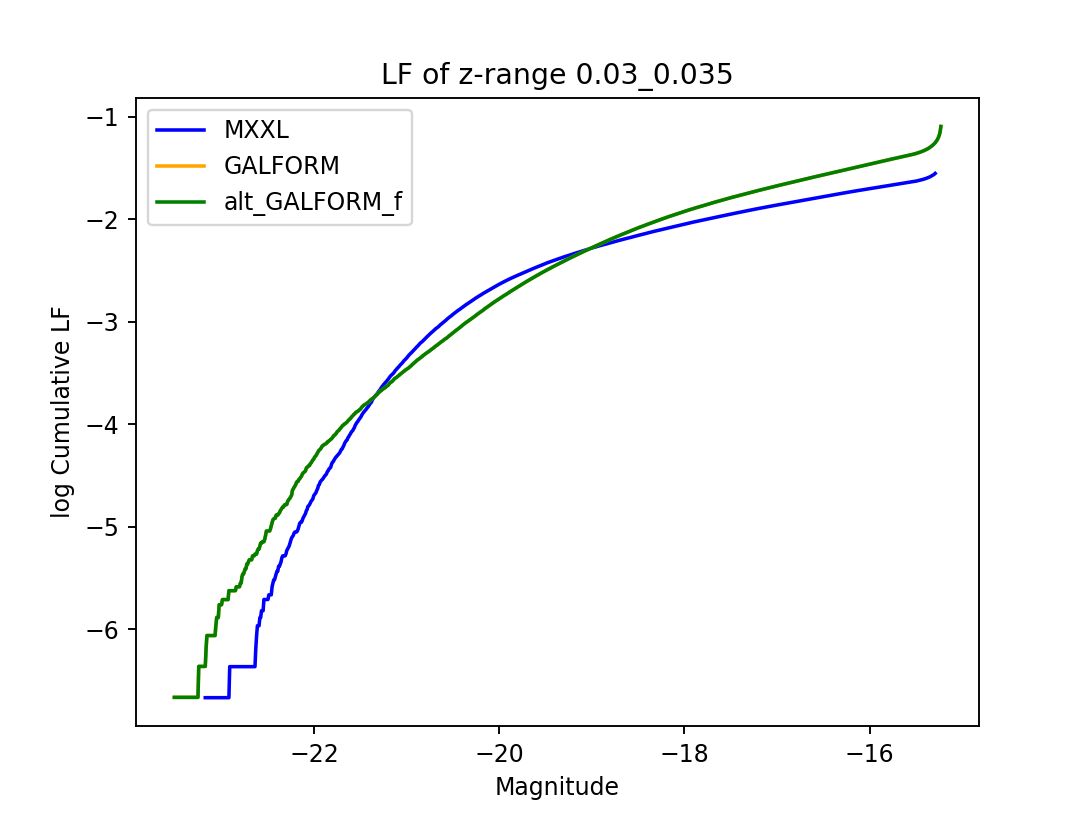 LF of z-range 0.03_0.035
MXXL
GALFORM
alt_GALFORM_f
log Cumulative LF
−1
−2
−3
−4
−5
−6
−22
−20
−18
−16
Magnitude